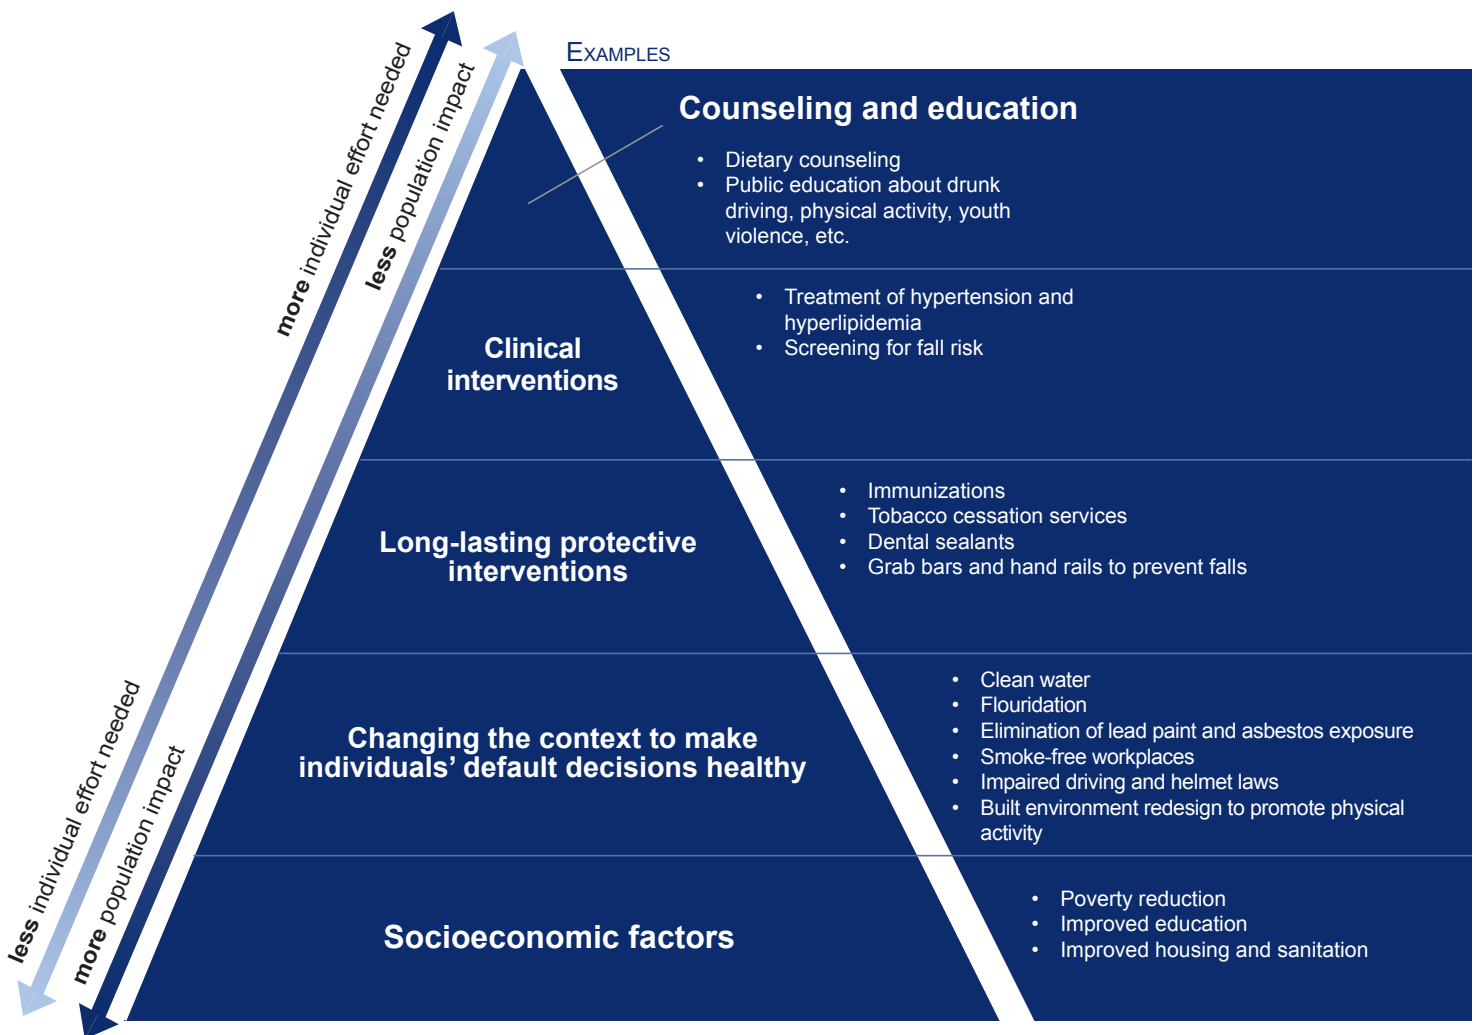 EXAMPLES
more individual effort needed
less population impact
Counseling and education
• Dietary counseling
• Public education about drunk
driving, physical activity, youth
violence, etc.
Clinical
interventions
• Treatment of hypertension and
hyperlipidemia
• Screening for fall risk
Long-lasting protective
interventions
• Immunizations
• Tobacco cessation services
• Dental sealants
• Grab bars and hand rails to prevent falls
Changing the context to make
individuals’ default decisions healthy
• Clean water
• Flouridation
• Elimination of lead paint and asbestos exposure
• Smoke-free workplaces
• Impaired driving and helmet laws
• Built environment redesign to promote physical
activity
less individual effort needed
more population impact
Socioeconomic factors
• Poverty reduction
• Improved education
• Improved housing and sanitation